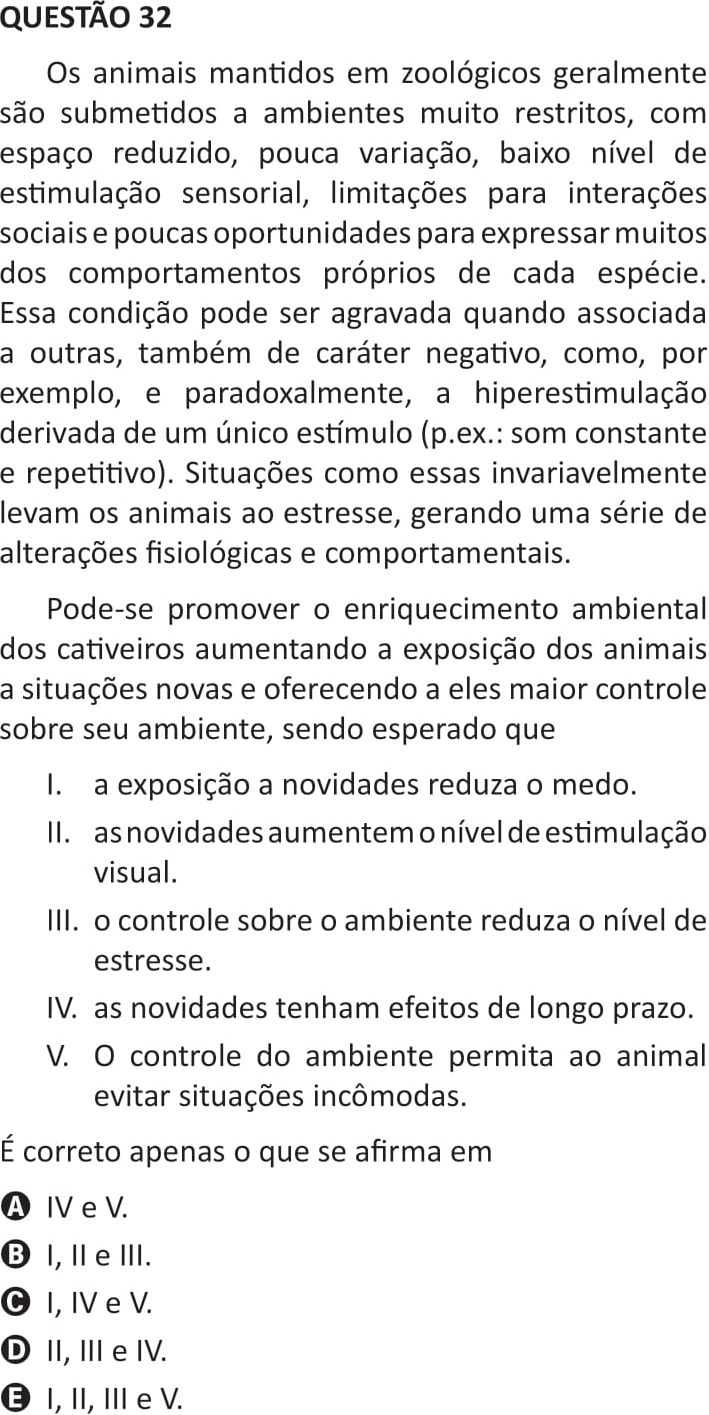 QUESTÃO 32
Os animais mantidos em zoológicos geralmente
são submetidos a ambientes muito restritos, com
espaço reduzido, pouca variação, baixo nível de
estimulação sensorial, limitações para interações
sociais e poucas oportunidades para expressar muitos
dos comportamentos próprios de cada espécie.
Essa condição pode ser agravada quando associada
a outras, também de caráter negativo, como, por
exemplo, e paradoxalmente, a hiperestimulação
derivada de um único estímulo (p.ex.: som constante
e repetitivo). Situações como essas invariavelmente
levam os animais ao estresse, gerando uma série de
alterações fisiológicas e comportamentais.
Pode-se promover o enriquecimento ambiental
dos cativeiros aumentando a exposição dos animais
a situações novas e oferecendo a eles maior controle
sobre seu ambiente, sendo esperado que
I. a exposição a novidades reduza o medo.
II. as novidades aumentem o nível de estimulação
visual.
III. o controle sobre o ambiente reduza o nível de
estresse.
IV. as novidades tenham efeitos de longo prazo.
V. O controle do ambiente permita ao animal
evitar situações incômodas.
É correto apenas o que se afirma em
A IV e V.
B I, II e III.
C I, IV e V.
D II, III e IV.
E I, II, III e V.